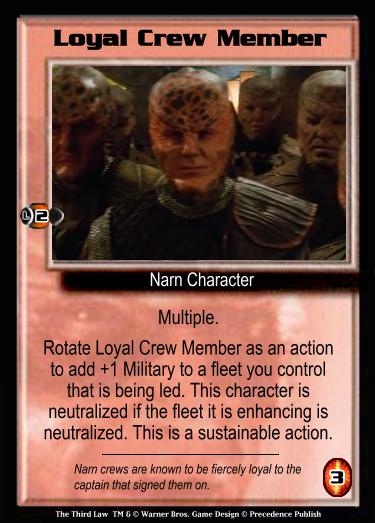 Loyal Crew Member
L 2
Narn Character
Multiple.
Rotate Loyal Crew Member as an action
to add +1 Military to a fleet you control
that is being led. This character is
neutralized if the fleet it is enhancing is
neutralized. This is a sustainable action.
Narn crews are known to be fiercely loyal to the
captain that signed them on.
3
The Third Law TM & © Warner Bros. Game Design © Precedence Publish